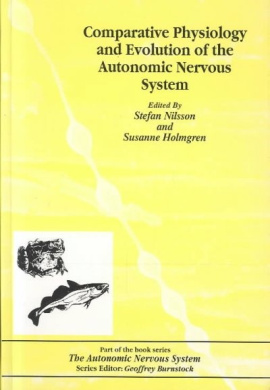 Comparative Physiology
and Evolution of the
Autonomic Nervous
System
Edited By
Stefan Nilsson
and
Susanne Holmgren
Part of the book series
The Autonomic Nervous System
Series Editor: Geoffrey Burnstock